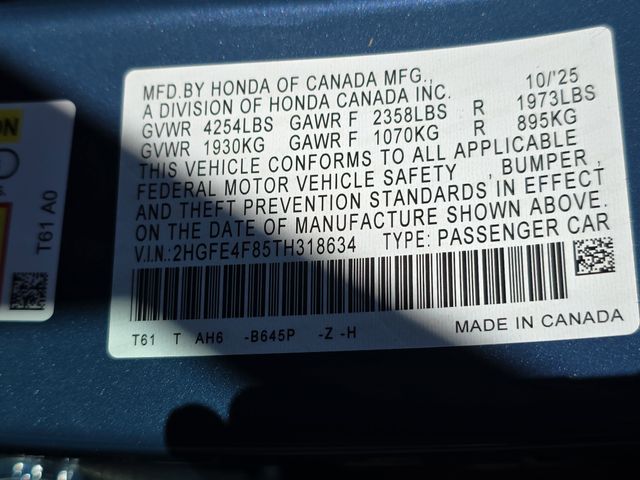 MFD.BY HONDA OF CANADA MFG., 10/'25
A DIVISION OF HONDA CANADA INC.
GVWR 4254LBS GAWR F 2358LBS R 1973LBS
GVWR 1930KG GAWR F 1070KG R 895KG
THIS VEHICLE CONFORMS TO ALL APPLICABLE
FEDERAL MOTOR VEHICLE SAFETY , BUMPER ,
AND THEFT PREVENTION STANDARDS IN EFFECT
ON THE DATE OF MANUFACTURE SHOWN ABOVE.
V.I.N.:2HGFE4F85TH318634 TYPE: PASSENGER CAR
T61 T AH6 -B645P -Z -H
MADE IN CANADA
T61 A0